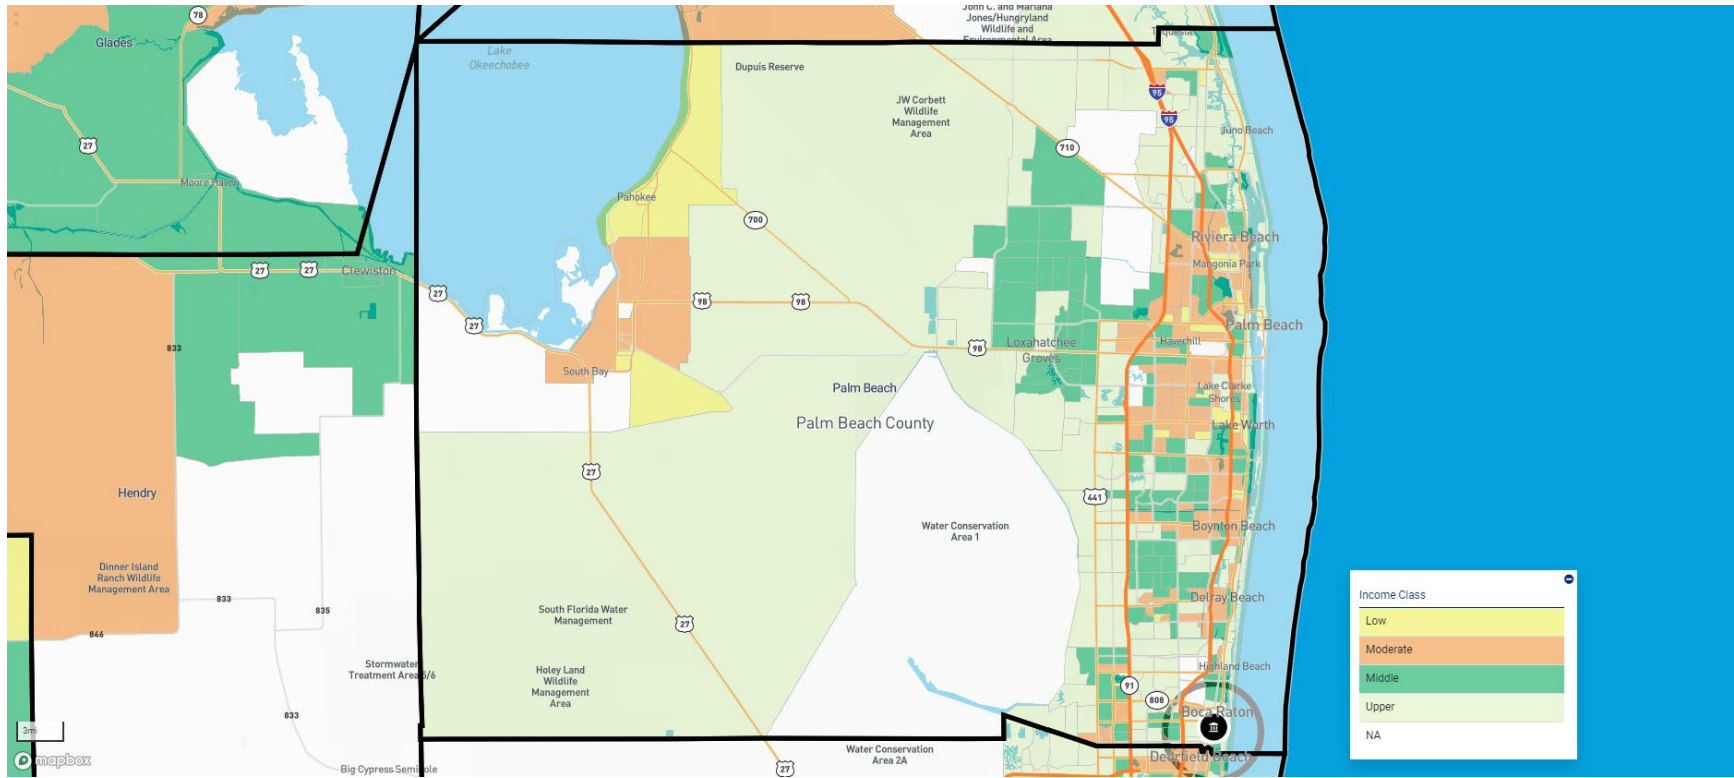 John C. and Mariana
Jones/Hungryland
Wildlife and
Environmental Area
Tequesta
78
Glades
Lake
Okeechobee
Dupuis Reserve
95
JW Corbett
Wildlife
Management
Area
95
Juno Beach
27
710
Moore Haven
Pahokee
700
Riviera Beach
Mangonia Park
27
27
Clewiston
27
98
98
27
Palm Beach
98
Loxahatchee
Groves
Haverhill
833
South Bay
Palm Beach
Lake Clarke
Shores
Palm Beach County
Lake Worth
27
Hendry
441
Water Conservation
Area 1
Boynton Beach
Dinner Island
Ranch Wildlife
Management Area
833
835
South Florida Water
Management
27
Delray Beach
846
Stormwater
Treatment Area 5/6
Holey Land
Wildlife
Management
Area
Highland Beach
91
808
Boca Raton
833
3mi
mapbox
Big Cypress Seminole
27
Water Conservation
Area 2A
Deerfield Beach
Income Class
Low
Moderate
Middle
Upper
NA